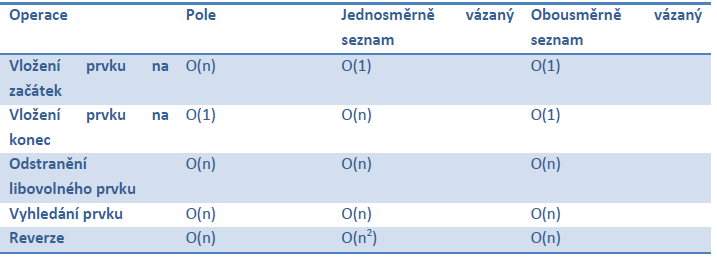 Operace Pole Jednosměrně vázaný Obousměrně vázaný
seznam seznam
Vložení prvku na O(n) O(1) O(1)
začátek
Vložení prvku na O(1) O(n) O(1)
konec
Odstranění O(n) O(n) O(n)
libovolného prvku
Vyhledání prvku O(n) O(n) O(n)
Reverze O(n) O(n²) O(n)